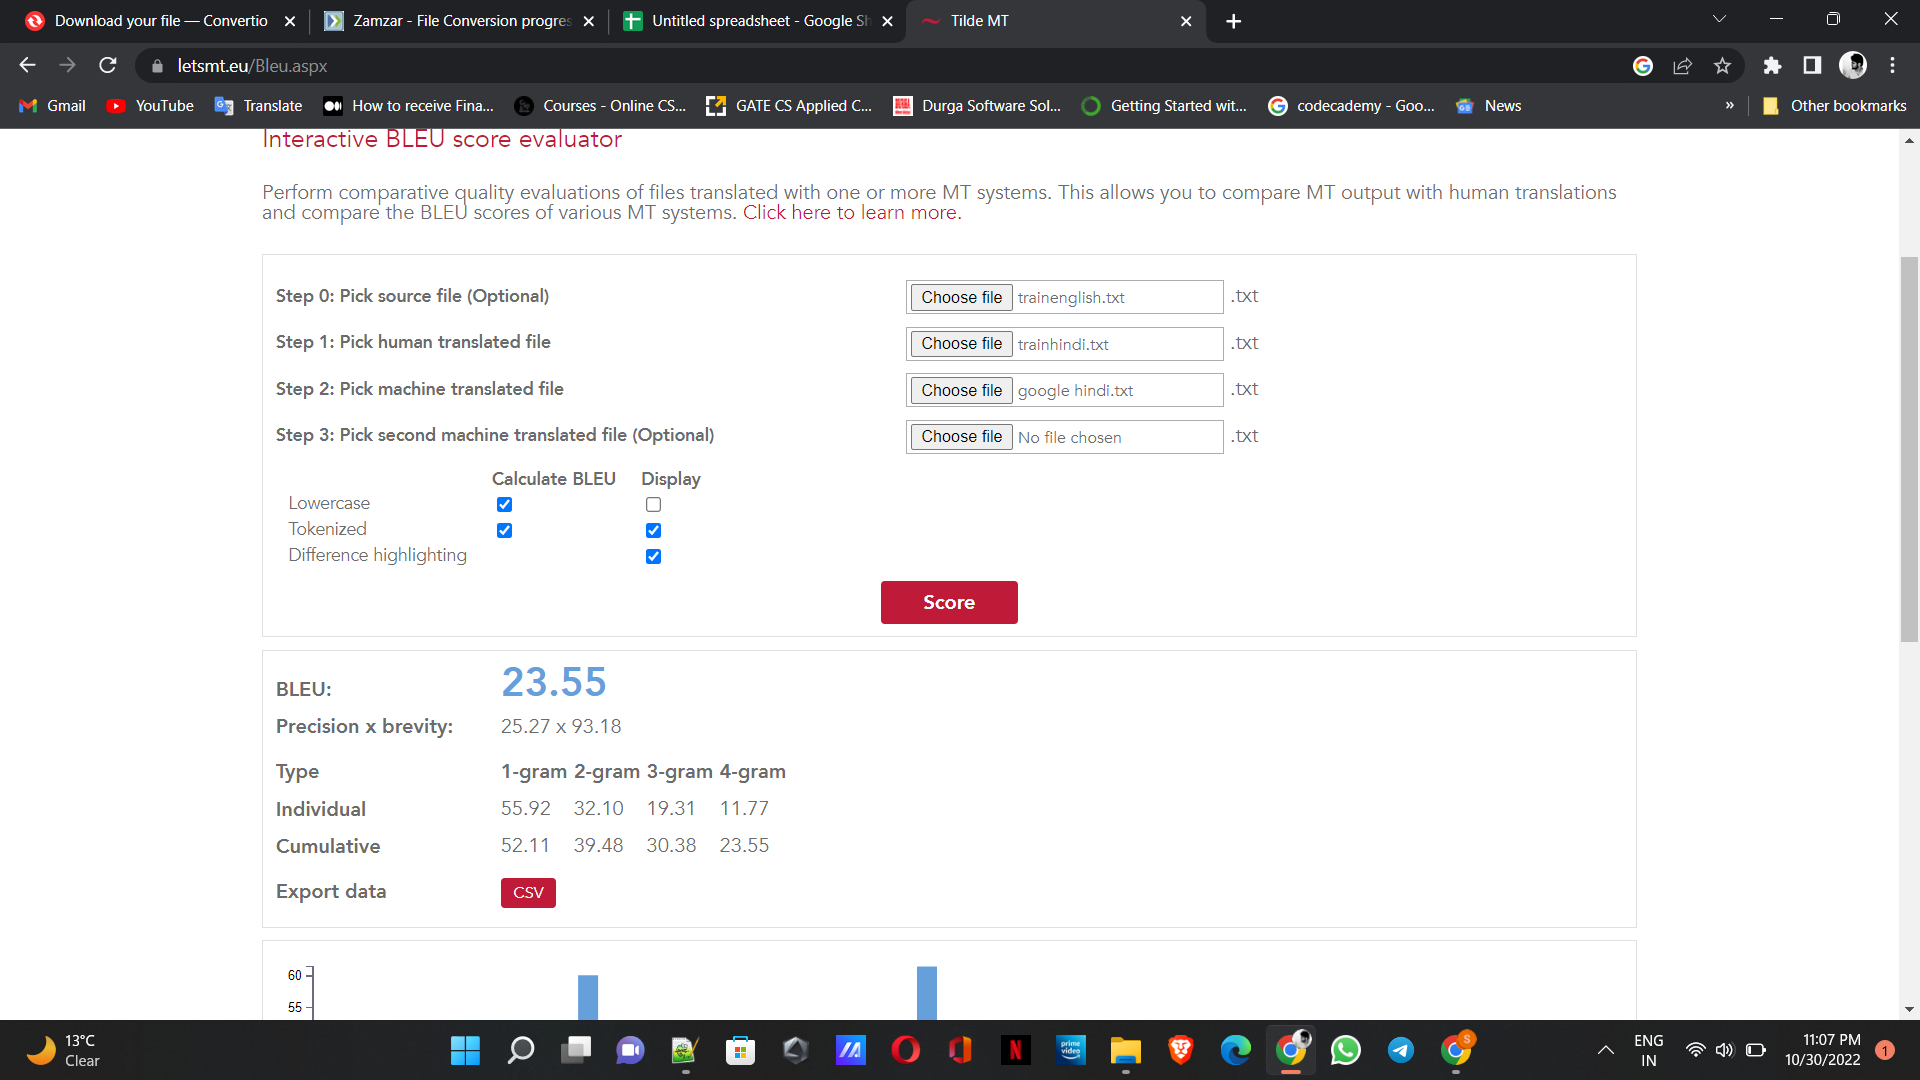 Download your file — Convertio
Zamzar - File Conversion progres
Untitled spreadsheet - Google Sh
Tilde MT
letsmt.eu/Bleu.aspx
Gmail
YouTube
Translate
How to receive Fina...
Courses - Online CS...
GATE CS Applied C...
Durga Software Sol...
Getting Started wit...
codecademy - Goo...
News
»
Other bookmarks
Interactive BLEU score evaluator
Perform comparative quality evaluations of files translated with one or more MT systems. This allows you to compare MT output with human translations
and compare the BLEU scores of various MT systems. Click here to learn more.
Step 0: Pick source file (Optional) Choose file trainenglish.txt .txt
Step 1: Pick human translated file Choose file trainhindi.txt .txt
Step 2: Pick machine translated file Choose file google hindi.txt .txt
Step 3: Pick second machine translated file (Optional) Choose file No file chosen .txt
Calculate BLEU Display
Lowercase
Tokenized
Difference highlighting
Score
BLEU: 23.55
Precision x brevity: 25.27 x 93.18
Type 1-gram 2-gram 3-gram 4-gram
Individual 55.92 32.10 19.31 11.77
Cumulative 52.11 39.48 30.38 23.55
Export data CSV
60
55
13°C
Clear
prime
video
S
ENG
IN
11:07 PM
10/30/2022
1